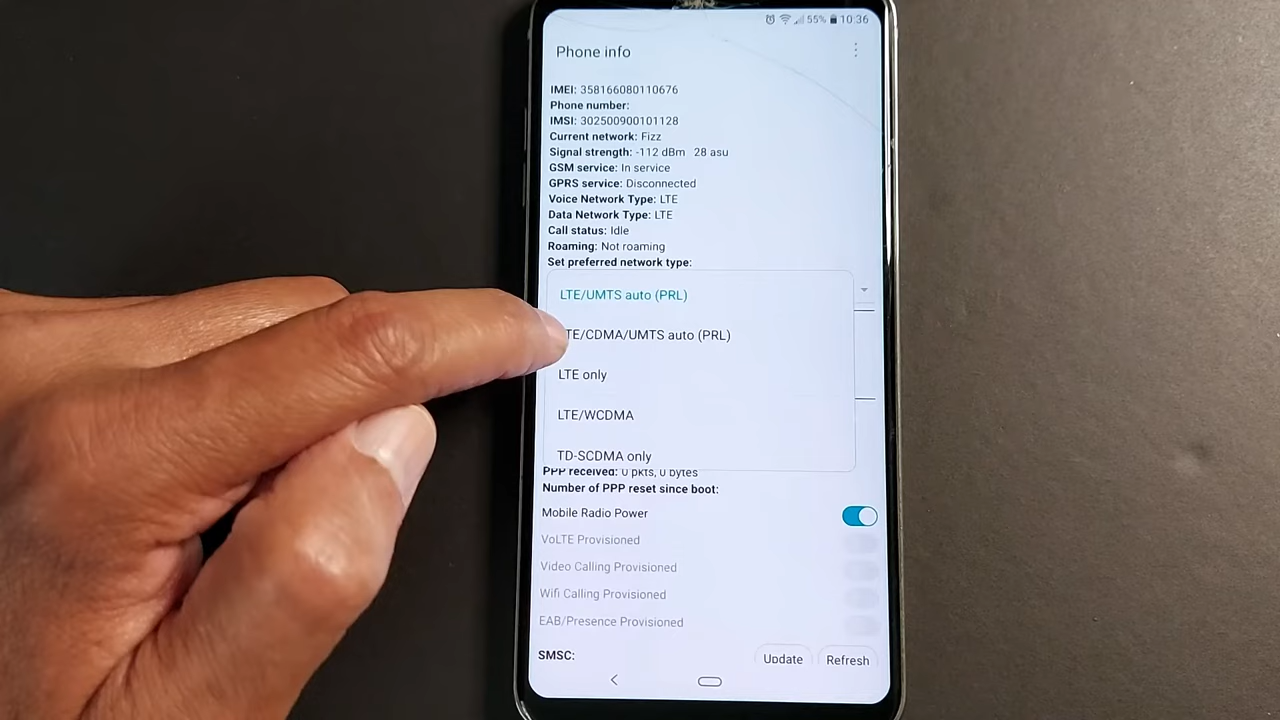 55% 10:36
Phone info
IMEI: 358166080110676
Phone number:
IMSI: 302500900101128
Current network: Fizz
Signal strength: -112 dBm 28 asu
GSM service: In service
GPRS service: Disconnected
Voice Network Type: LTE
Data Network Type: LTE
Call status: Idle
Roaming: Not roaming
Set preferred network type:
LTE/UMTS auto (PRL)
TE/CDMA/UMTS auto (PRL)
LTE only
LTE/WCDMA
TD-SCDMA only
PPP received: 0 pkts, 0 bytes
Number of PPP reset since boot:
Mobile Radio Power
VoLTE Provisioned
Video Calling Provisioned
Wifi Calling Provisioned
EAB/Presence Provisioned
SMSC:
Update Refresh